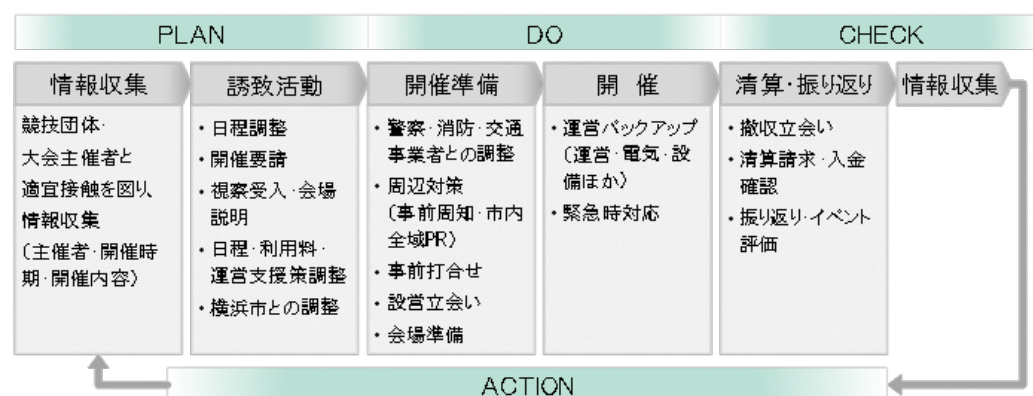 PLAN
DO
CHECK
情報収集
誘致活動
開催準備
開　催
清算・振り返り
情報収集
競技団体・
大会主催者と
適宜接触を図り、
情報収集
（主催者・開催時
期・開催内容）
・日程調整
・開催要請
・視察受入・会場
説明
・日程・利用料・
運営支援策調整
・横浜市との調整
・警察・消防・交通
事業者との調整
・周辺対策
（事前周知・市内
全域PR）
・事前打合せ
・設営立会い
・会場準備
・運営バックアップ
（運営・電気・設
備ほか）
・緊急時対応
・撤収立会い
・清算請求・入金
確認
・振り返り・イベント
評価
ACTION